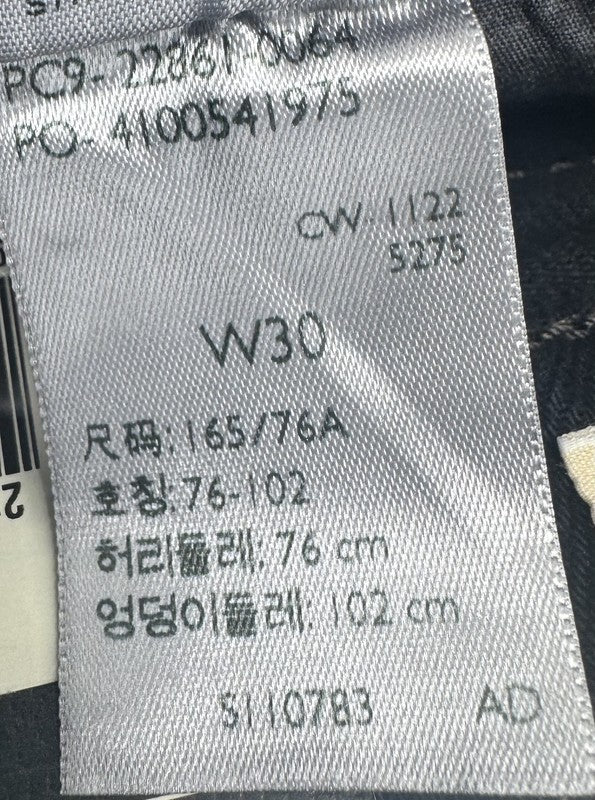 PC9-22861-0064
PO-4100541975
CW 1122
5275
W30
尺码: 165/76A
호칭: 76-102
허리둘레: 76 cm
엉덩이둘레: 102 cm
S110783 AD